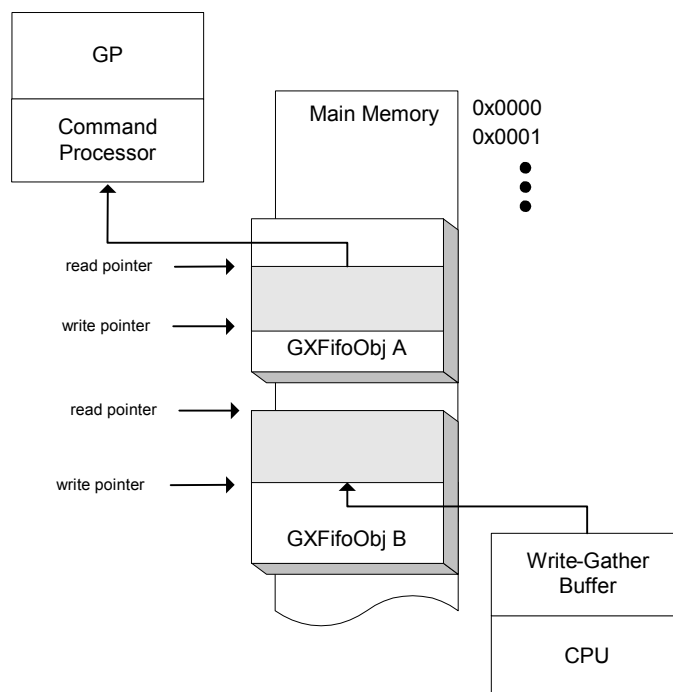 GP
Command
Processor
Main Memory
0x0000
0x0001
read pointer
write pointer
GXFifoObj A
read pointer
write pointer
GXFifoObj B
Write-Gather
Buffer
CPU